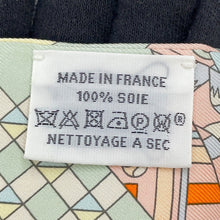 MADE IN FRANCE
100% SOIE
®
NETTOYAGE A SEC